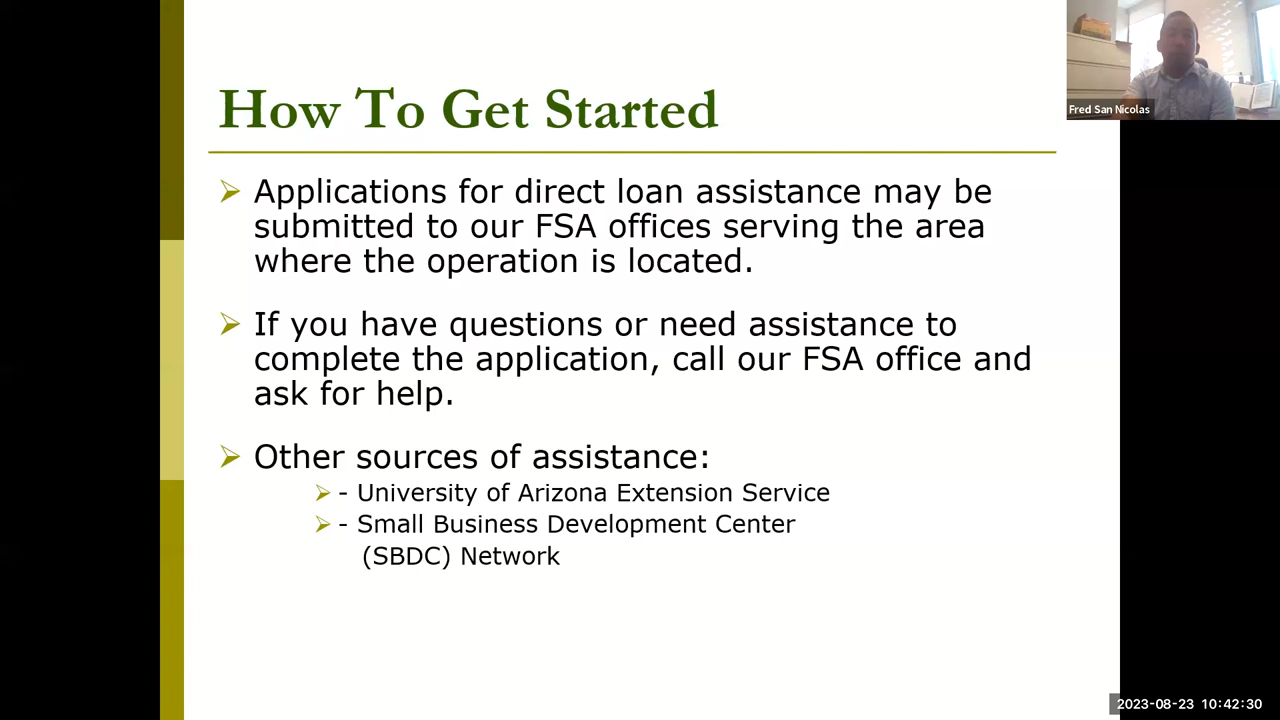 How To Get Started
Applications for direct loan assistance may be
submitted to our FSA offices serving the area
where the operation is located.
If you have questions or need assistance to
complete the application, call our FSA office and
ask for help.
Other sources of assistance:
- University of Arizona Extension Service
- Small Business Development Center
(SBDC) Network
Fred San Nicolas
2023-08-23 10:42:30